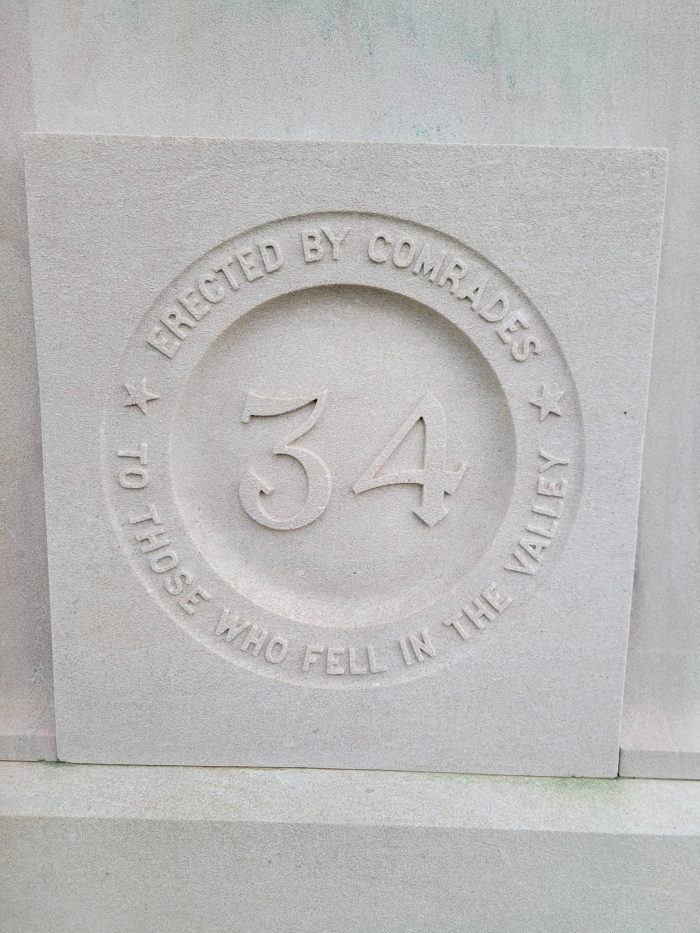 ERECTED BY COMRADES
34
TO THOSE WHO FELL IN THE VALLEY